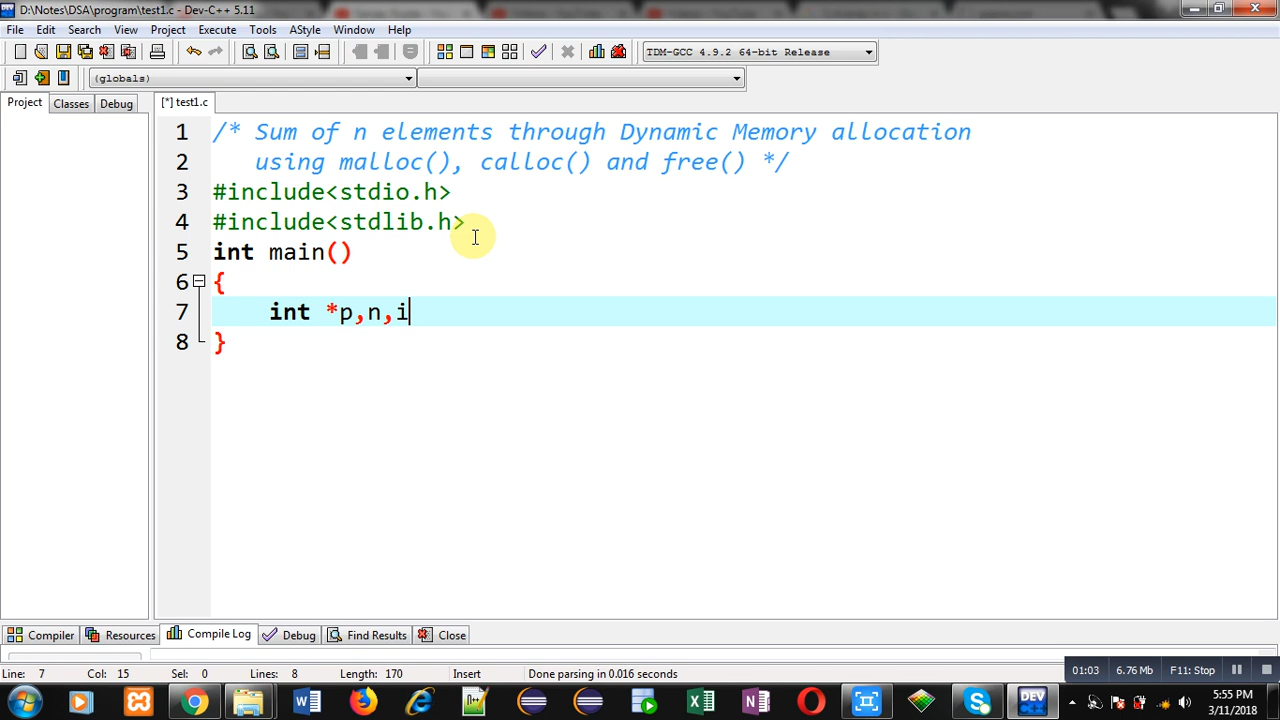 D:\Notes\DSA\program\test1.c - Dev-C++ 5.11
File Edit Search View Project Execute Tools AStyle Window Help
TDM-GCC 4.9.2 64-bit Release
(globals)
Project Classes Debug [*] test1.c
1 /* Sum of n elements through Dynamic Memory allocation
2 using malloc(), calloc() and free() */
3 #include<stdio.h>
4 #include<stdlib.h>
5 int main()
6 {
7 int *p,n,i
8 }
Compiler Resources Compile Log Debug Find Results Close
Line: 7 Col: 15 Sel: 0 Lines: 8 Length: 170 Insert Done parsing in 0.016 seconds
01:03 6.76 Mb F11: Stop
DEV
5:55 PM
3/11/2018